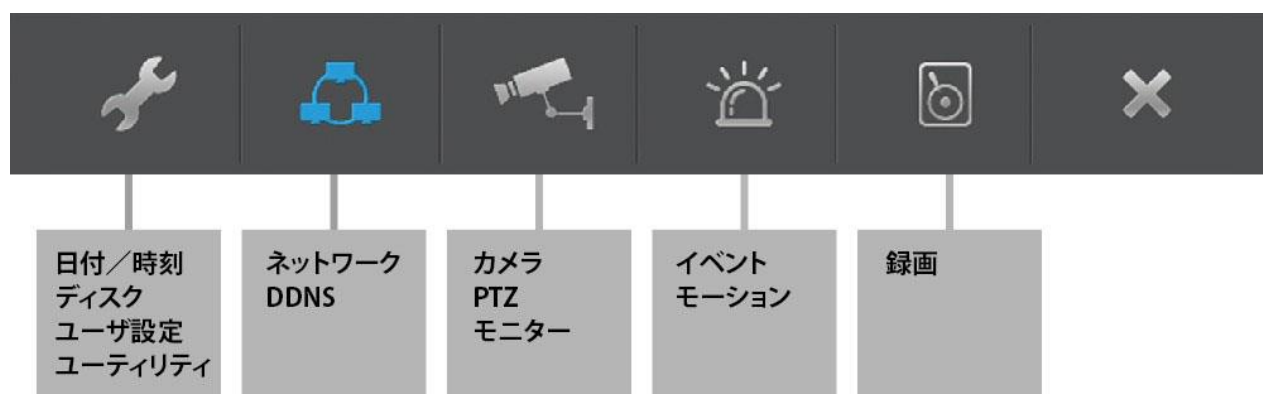 日付／時刻
ディスク
ユーザ設定
ユーティリティ
ネットワーク
DDNS
カメラ
PTZ
モニター
イベント
モーション
録画